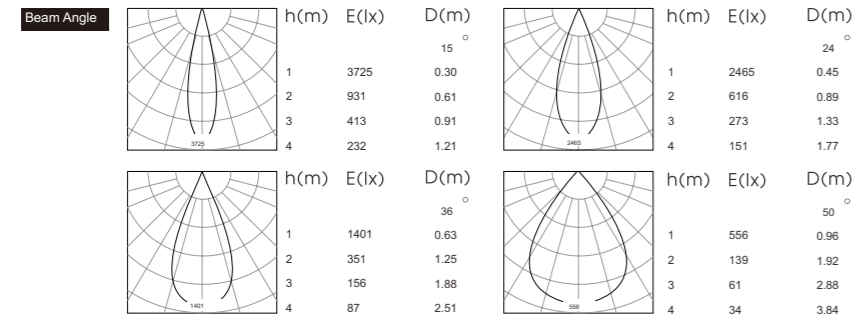 Beam Angle
h(m) E(lx) D(m)
15°
1 3725 0.30
2 931 0.61
3 413 0.91
4 232 1.21
3725
h(m) E(lx) D(m)
24°
1 2465 0.45
2 616 0.89
3 273 1.33
4 151 1.77
2465
h(m) E(lx) D(m)
36°
1 1401 0.63
2 351 1.25
3 156 1.88
4 87 2.51
1401
h(m) E(lx) D(m)
50°
1 556 0.96
2 139 1.92
3 61 2.88
4 34 3.84
556